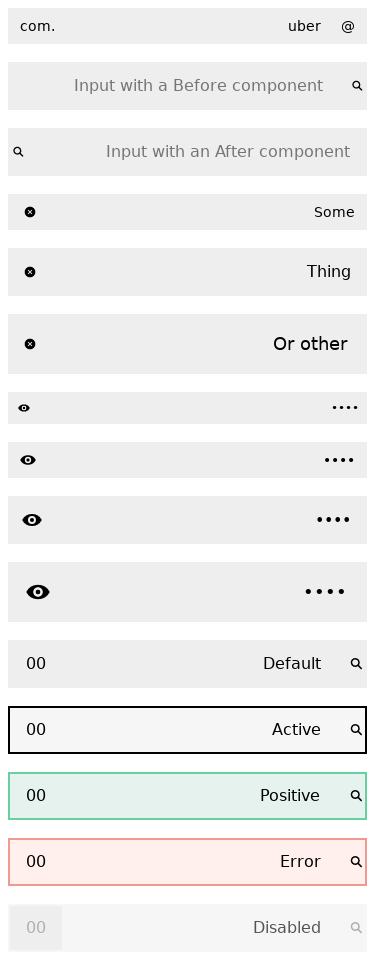 com. uber @
Input with a Before component
Input with an After component
Some
Thing
Or other
••••
••••
••••
••••
00 Default
00 Active
00 Positive
00 Error
00 Disabled